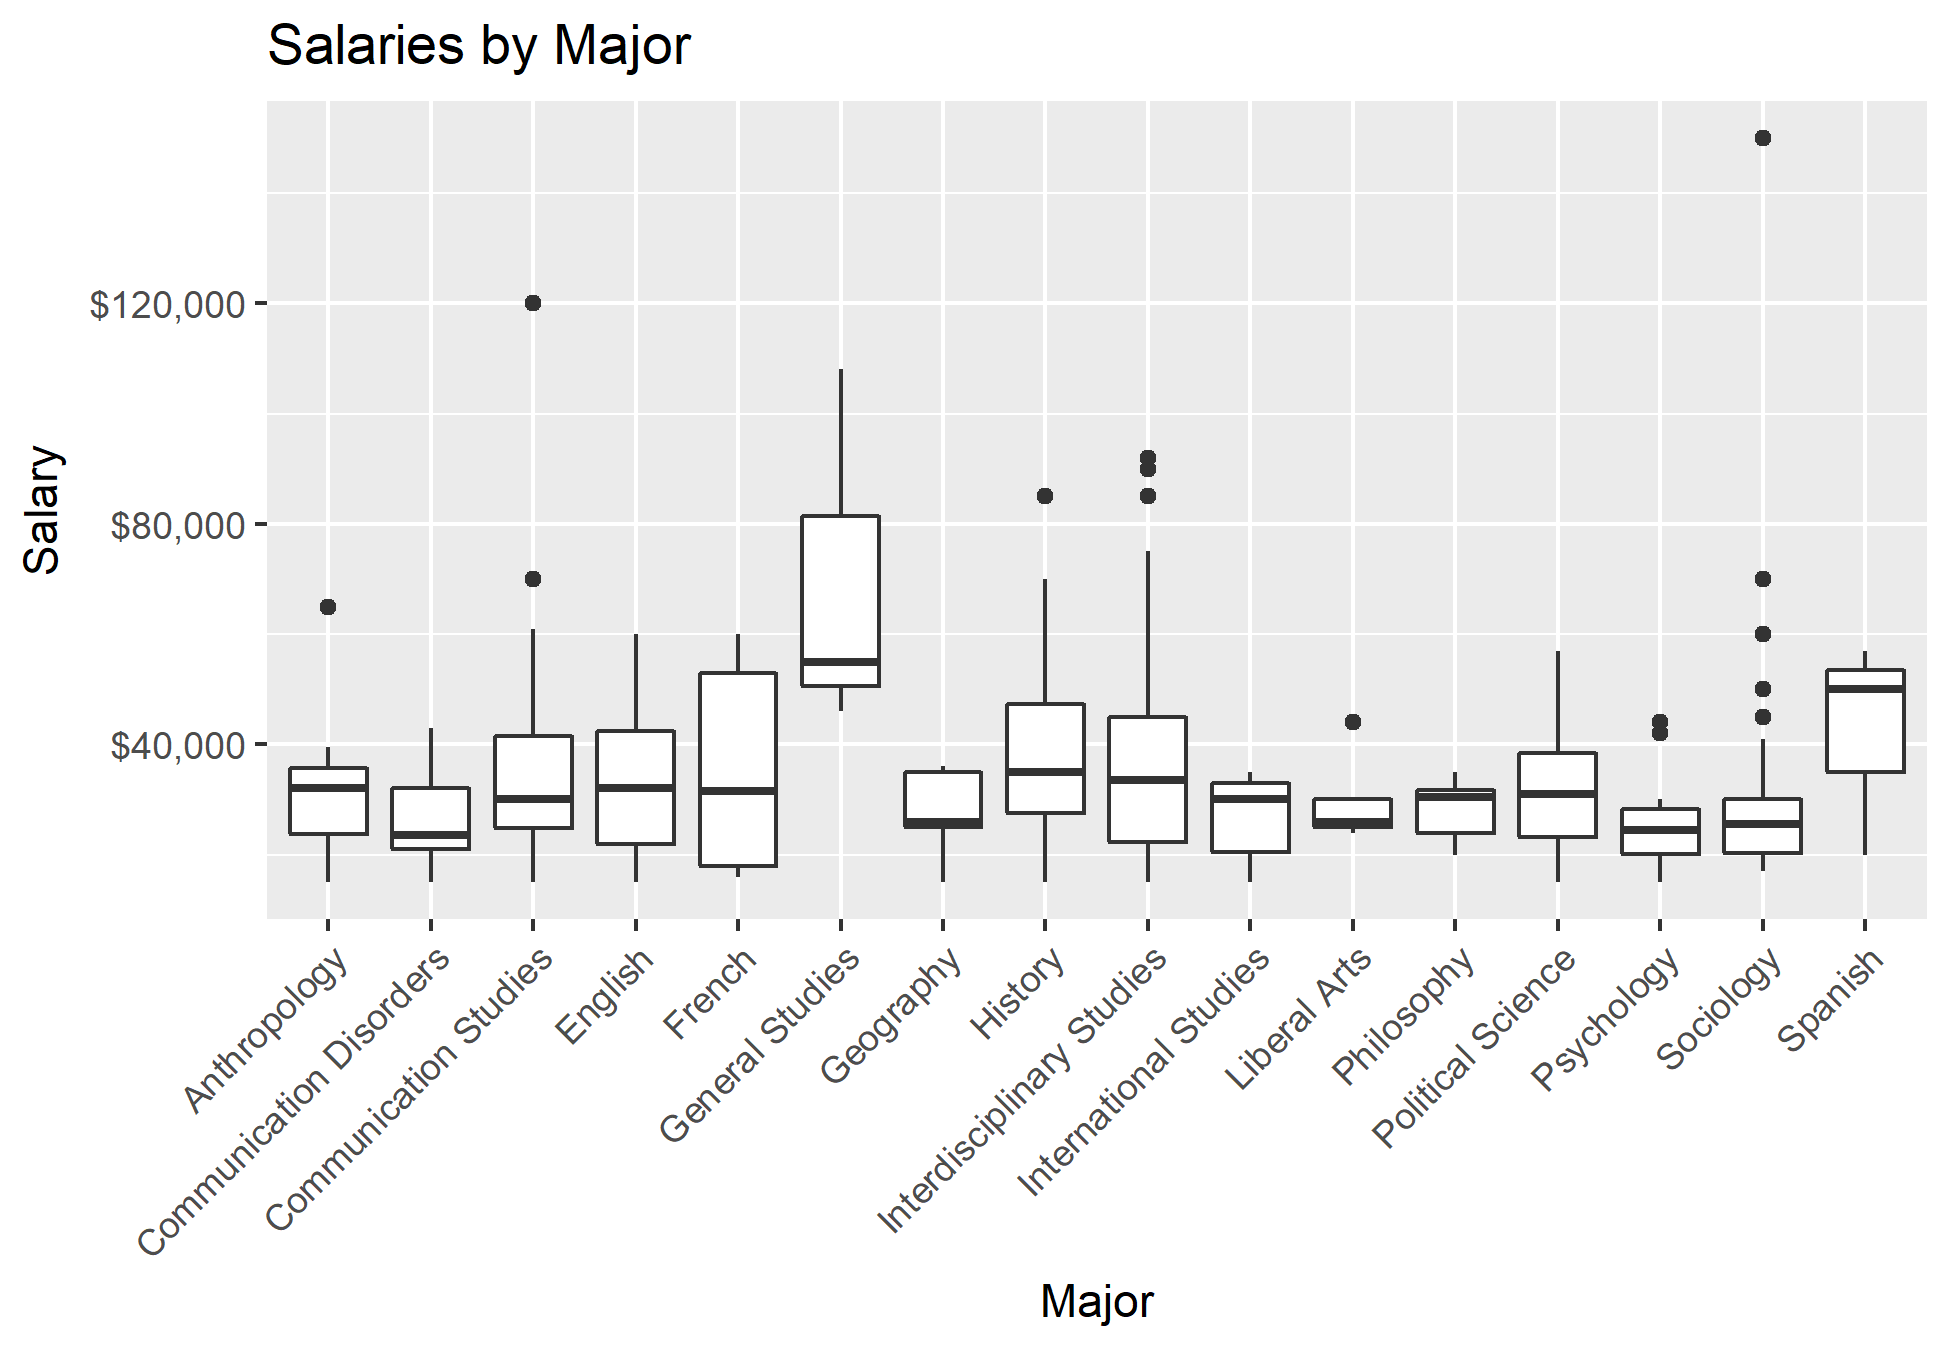 Salaries by Major
Salary
$120,000
$80,000
$40,000
Anthropology
Communication Disorders
Communication Studies
English
French
General Studies
Geography
History
Interdisciplinary Studies
International Studies
Liberal Arts
Philosophy
Political Science
Psychology
Sociology
Spanish
Major